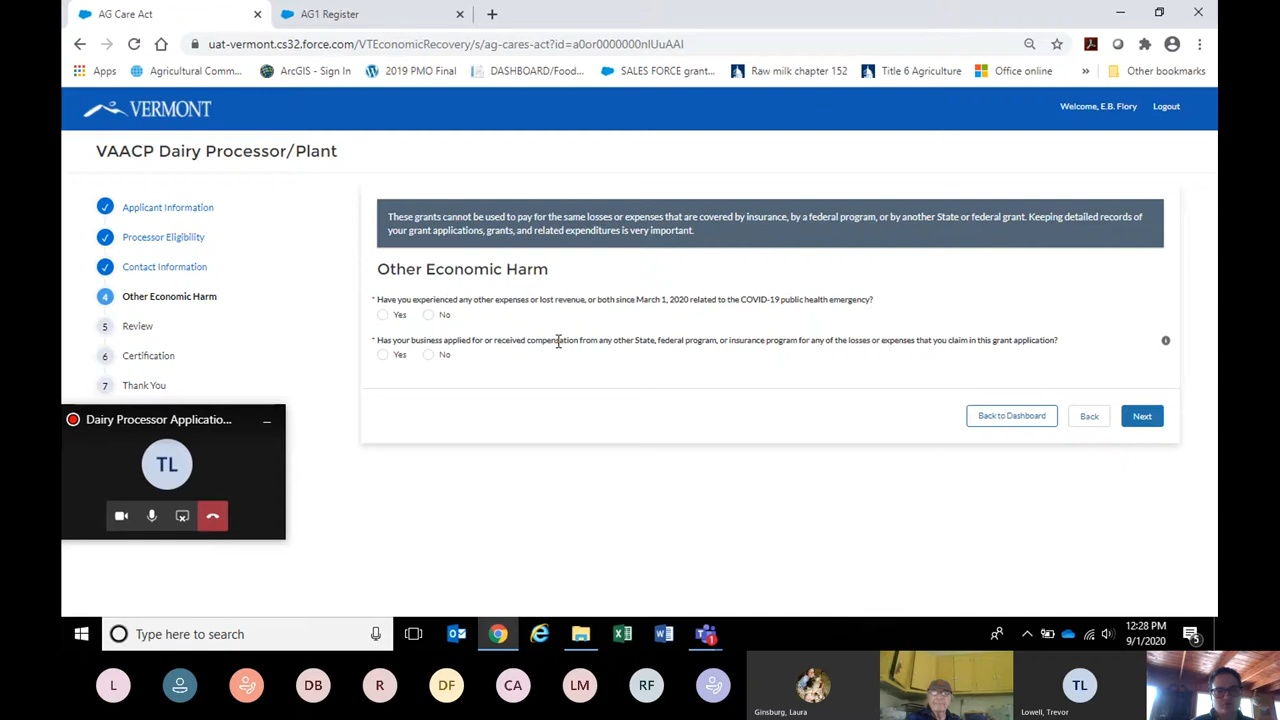 AG Care Act
AG1 Register
uat-vermont.cs32.force.com/VTEconomicRecovery/s/ag-cares-act?id=a0or0000000nIUuAAI
Apps
Agricultural Comm...
ArcGIS - Sign In
2019 PMO Final
DASHBOARD/Food...
SALES FORCE grant...
Raw milk chapter 152
Title 6 Agriculture
Office online
»
Other bookmarks
VERMONT
Welcome, E.B. Flory
Logout
VAACP Dairy Processor/Plant
Applicant Information
Processor Eligibility
Contact Information
4 Other Economic Harm
5 Review
6 Certification
7 Thank You
These grants cannot be used to pay for the same losses or expenses that are covered by insurance, by a federal program, or by another State or federal grant. Keeping detailed records of
your grant applications, grants, and related expenditures is very important.
Other Economic Harm
* Have you experienced any other expenses or lost revenue, or both since March 1, 2020 related to the COVID-19 public health emergency?
Yes No
* Has your business applied for or received compensation from any other State, federal program, or insurance program for any of the losses or expenses that you claim in this grant application?
Yes No
Back to Dashboard
Back
Next
Dairy Processor Applicatio...
TL
Type here to search
12:28 PM
9/1/2020
L
DB
R
DF
CA
LM
RF
Ginsburg, Laura
TL
Lowell, Trevor